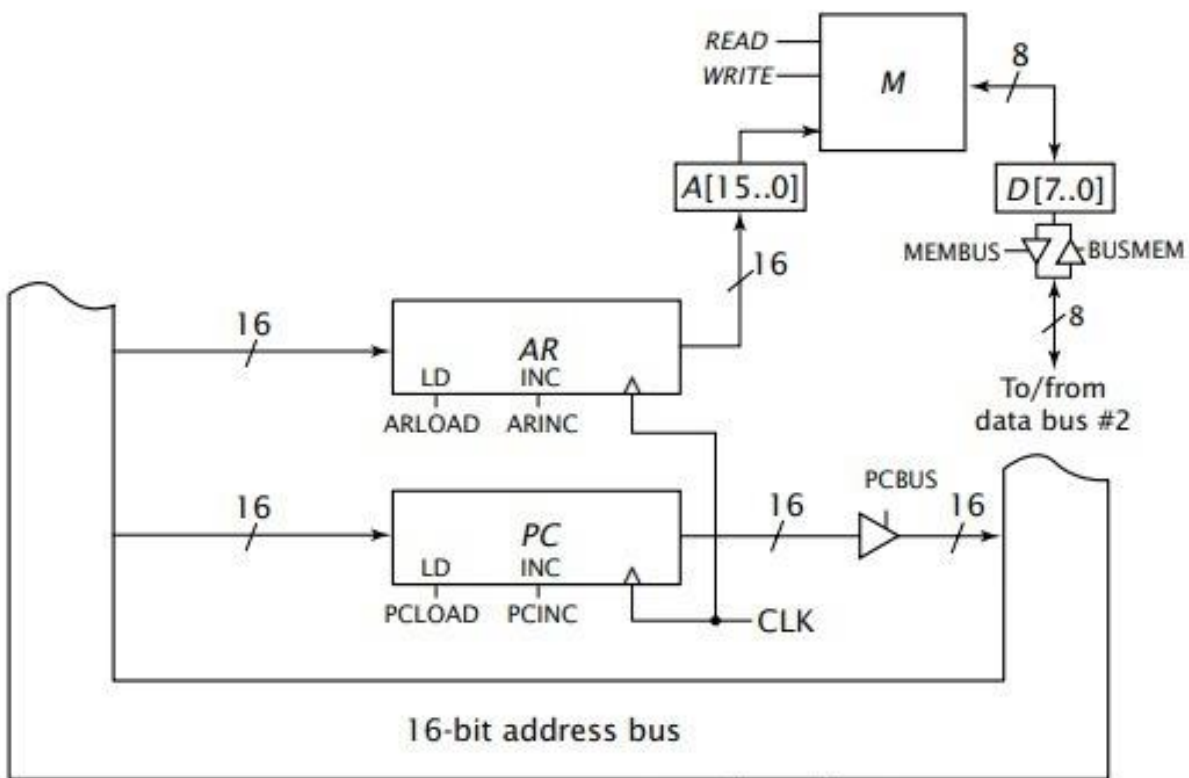 READ
WRITE
M
8
A[15..0]
D[7..0]
MEMBUS
BUSMEM
16
8
16
AR
LD
INC
ARLOAD
ARINC
To/from
data bus #2
16
PC
LD
INC
PCLOAD
PCINC
16
PCBUS
16
CLK
16-bit address bus